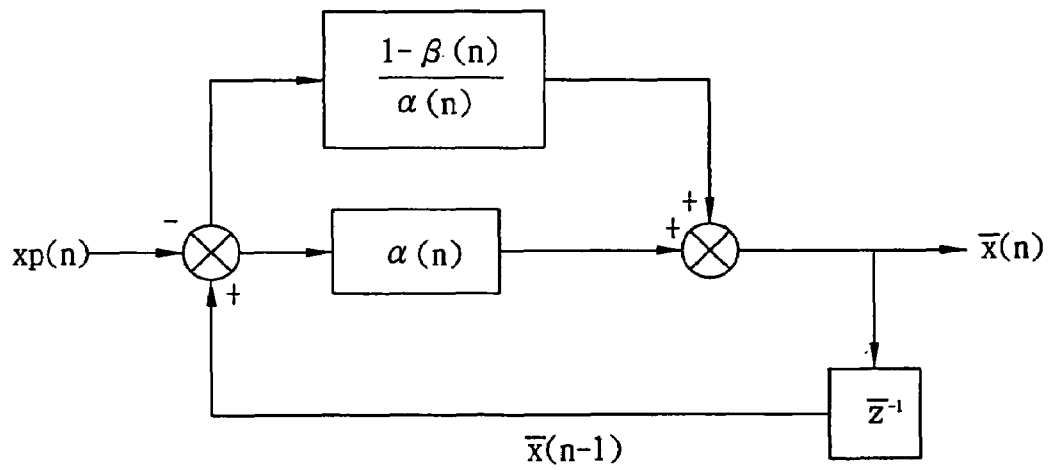 1- β (n)
α (n)
-
+
+
xp(n)
α (n)
x̅(n)
+
z̅⁻¹
x̅(n-1)